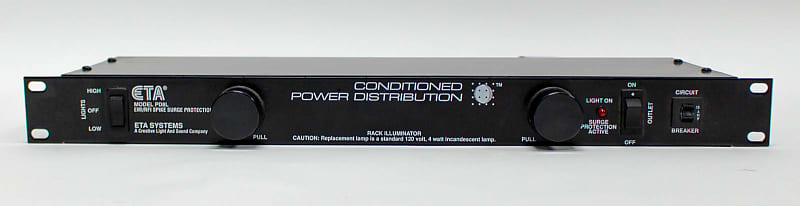 HIGH
LIGHTS
OFF
LOW
ETA
MODEL PD8L
EMI/RFI SPIKE SURGE PROTECTION
ETA SYSTEMS
A Creative Light And Sound Company
PULL
CONDITIONED
POWER DISTRIBUTION
TM
RACK ILLUMINATOR
CAUTION: Replacement lamp is a standard 120 volt, 4 watt incandescent lamp.
PULL
LIGHT ON
SURGE
PROTECTION
ACTIVE
ON
OUTLET
OFF
CIRCUIT
BREAKER